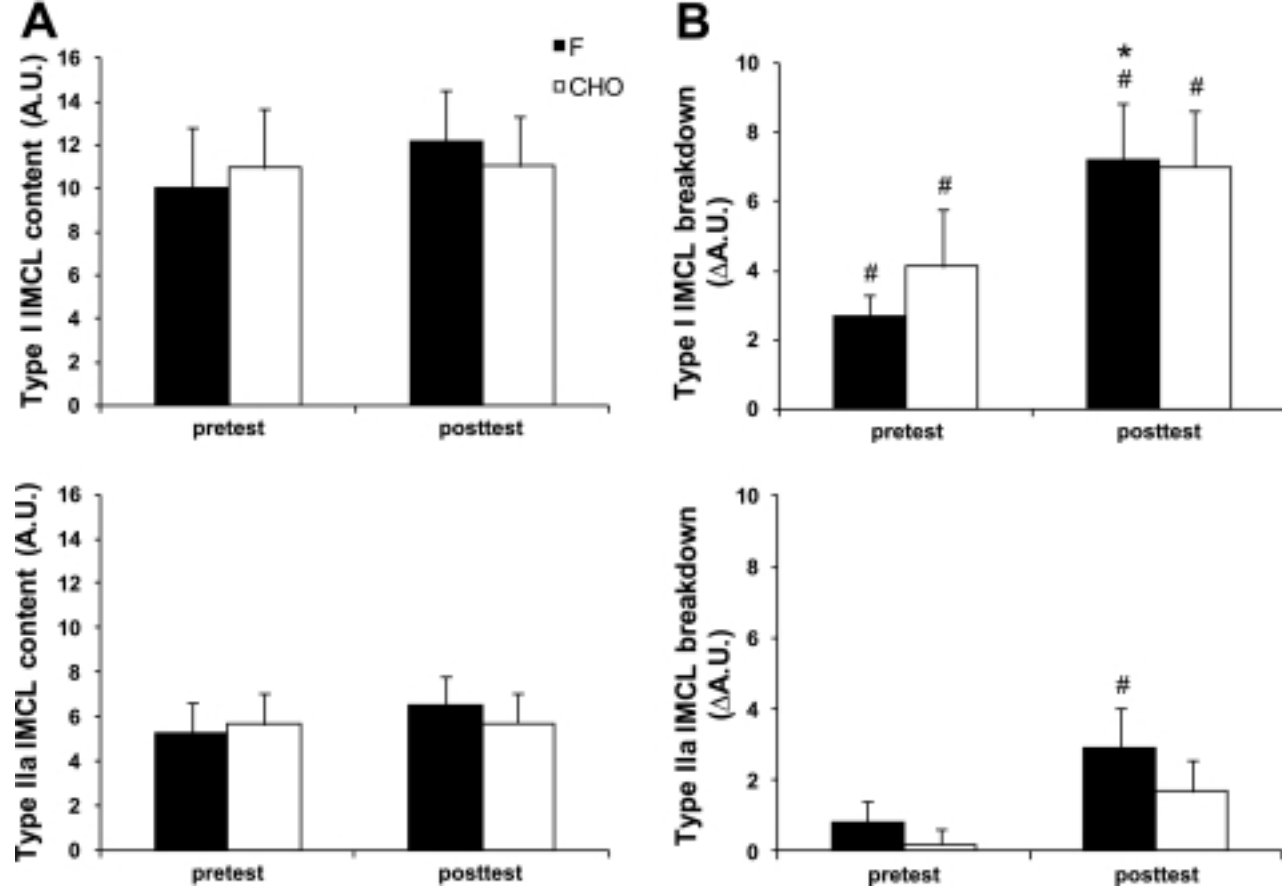 A
Type I IMCL content (A.U.)
16
14
12
10
8
6
4
2
0
F
CHO
pretest posttest
B
Type I IMCL breakdown
(ΔA.U.)
10
8
6
4
2
0
#
#
*
#
#
pretest posttest
Type IIa IMCL content (A.U.)
16
14
12
10
8
6
4
2
0
pretest posttest
Type IIa IMCL breakdown
(ΔA.U.)
10
8
6
4
2
0
#
pretest posttest